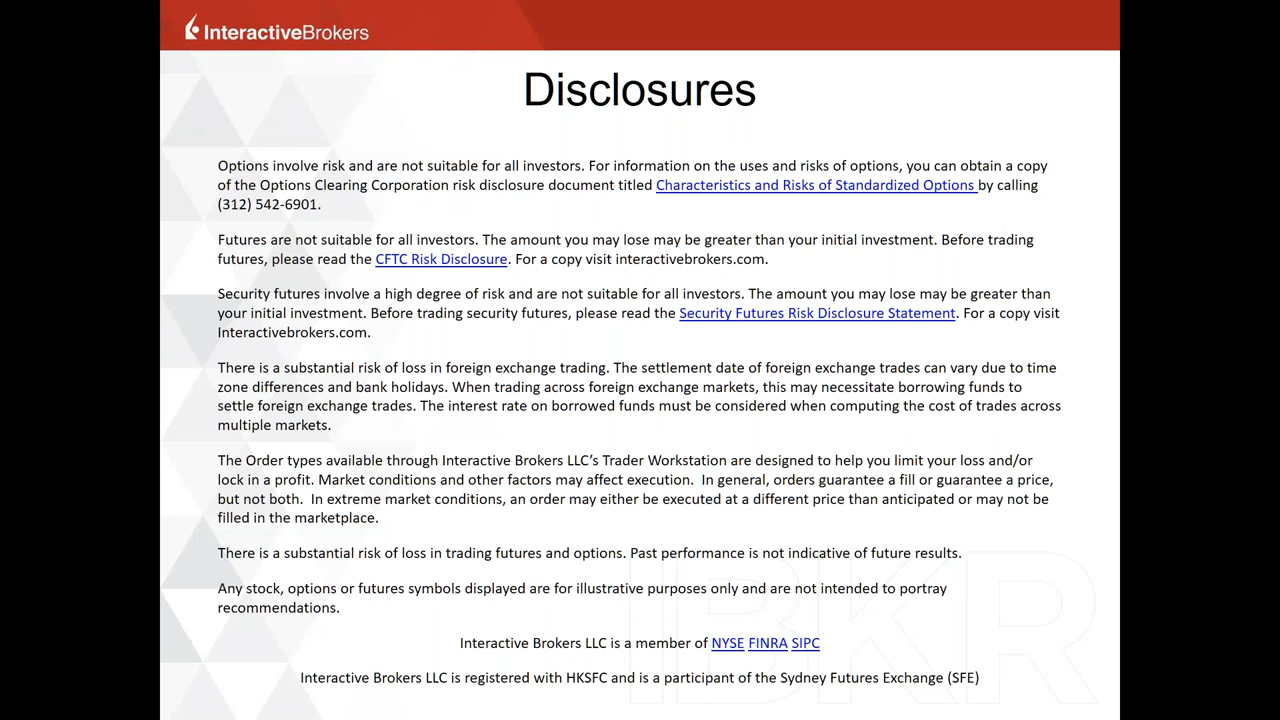 InteractiveBrokers
Disclosures
Options involve risk and are not suitable for all investors. For information on the uses and risks of options, you can obtain a copy
of the Options Clearing Corporation risk disclosure document titled Characteristics and Risks of Standardized Options by calling
(312) 542-6901.
Futures are not suitable for all investors. The amount you may lose may be greater than your initial investment. Before trading
futures, please read the CFTC Risk Disclosure. For a copy visit interactivebrokers.com.
Security futures involve a high degree of risk and are not suitable for all investors. The amount you may lose may be greater than
your initial investment. Before trading security futures, please read the Security Futures Risk Disclosure Statement. For a copy visit
Interactivebrokers.com.
There is a substantial risk of loss in foreign exchange trading. The settlement date of foreign exchange trades can vary due to time
zone differences and bank holidays. When trading across foreign exchange markets, this may necessitate borrowing funds to
settle foreign exchange trades. The interest rate on borrowed funds must be considered when computing the cost of trades across
multiple markets.
The Order types available through Interactive Brokers LLC’s Trader Workstation are designed to help you limit your loss and/or
lock in a profit. Market conditions and other factors may affect execution.  In general, orders guarantee a fill or guarantee a price,
but not both.  In extreme market conditions, an order may either be executed at a different price than anticipated or may not be
filled in the marketplace.
There is a substantial risk of loss in trading futures and options. Past performance is not indicative of future results.
Any stock, options or futures symbols displayed are for illustrative purposes only and are not intended to portray
recommendations.
Interactive Brokers LLC is a member of NYSE FINRA SIPC
Interactive Brokers LLC is registered with HKSFC and is a participant of the Sydney Futures Exchange (SFE)
IBKR